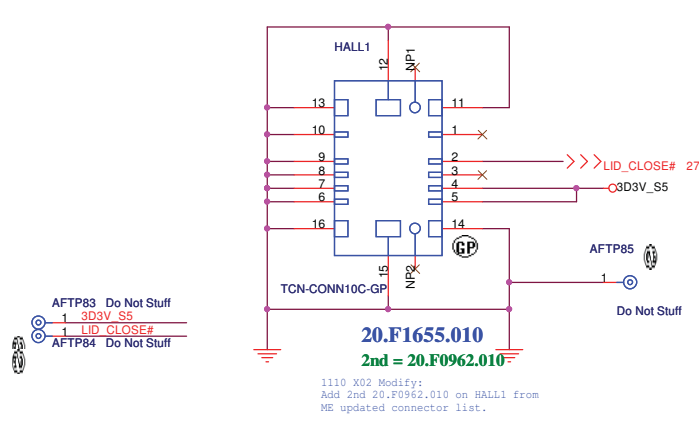 HALL1
12
NP1
13
11
10
1
9
2
LID_CLOSE# 27
8
3
7
4
3D3V_S5
6
5
16
14
GP
AFTP85
1
15
NP2
TCN-CONN10C-GP
Do Not Stuff
AFTP83 Do Not Stuff
1 3D3V_S5
1 LID_CLOSE#
AFTP84 Do Not Stuff
20.F1655.010
2nd = 20.F0962.010
1110 X02 Modify:
Add 2nd 20.F0962.010 on HALL1 from
ME updated connector list.